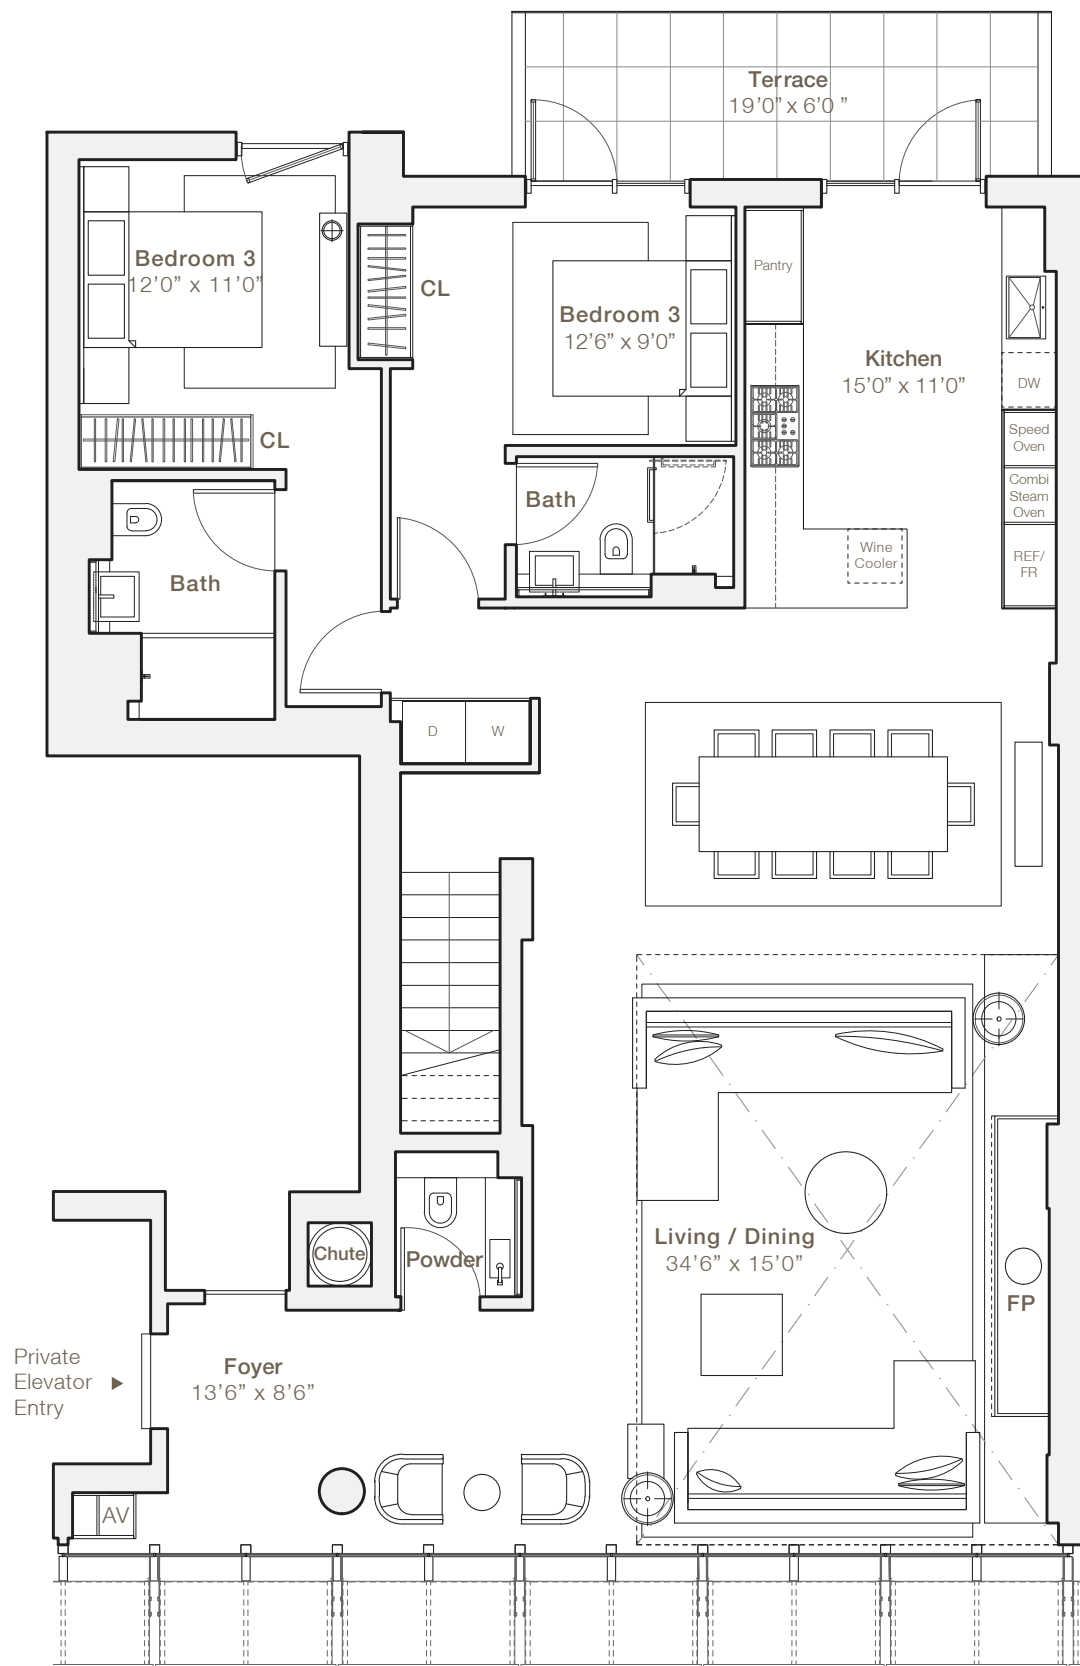 Terrace
19’0” x 6’0 ”
Bedroom 3
12’0” x 11’0”
CL
Bedroom 3
12’6” x 9’0”
Pantry
Kitchen
15’0” x 11’0”
DW
Speed
Oven
Combi
Steam
Oven
REF/
FR
Wine
Cooler
CL
Bath
Bath
D
W
Living / Dining
34’6” x 15’0”
FP
Chute
Powder
Foyer
13’6” x 8’6”
Private
Elevator
Entry
AV